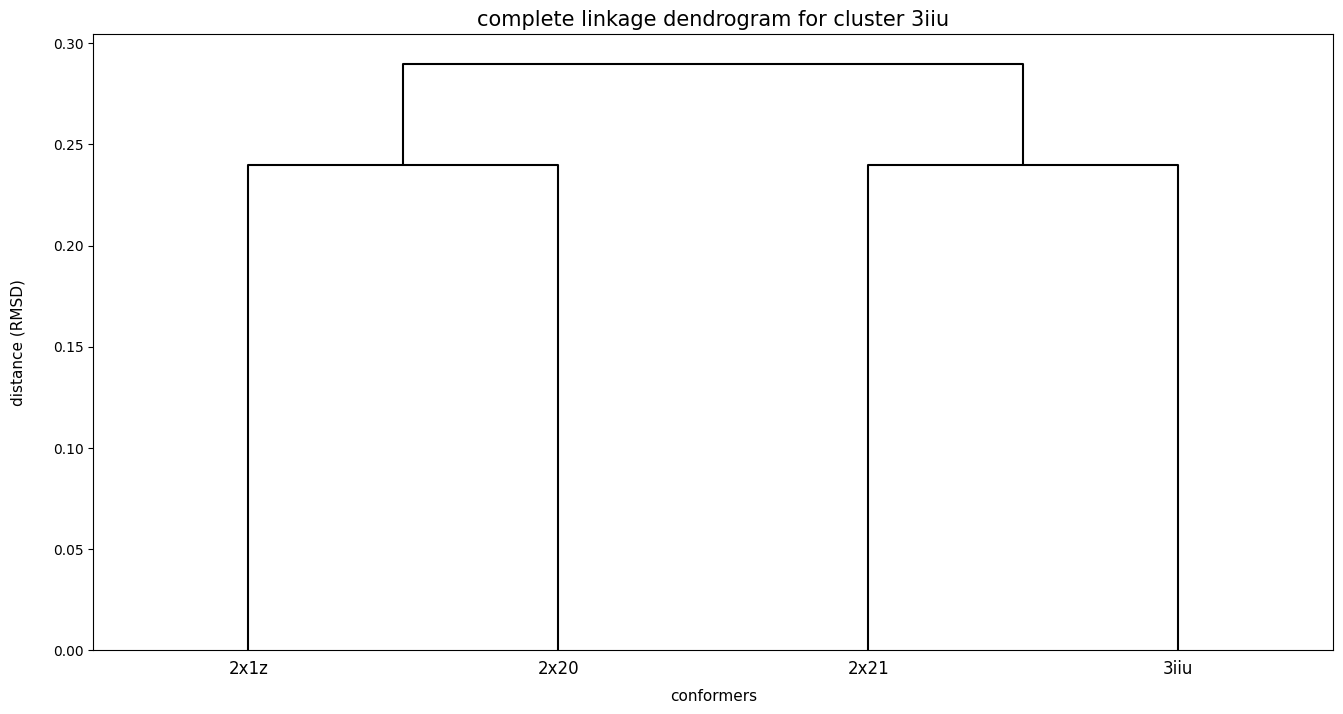 complete linkage dendrogram for cluster 3iiu
0.30
0.25
0.20
0.15
0.10
0.05
0.00
distance (RMSD)
2x1z 2x20 2x21 3iiu
conformers